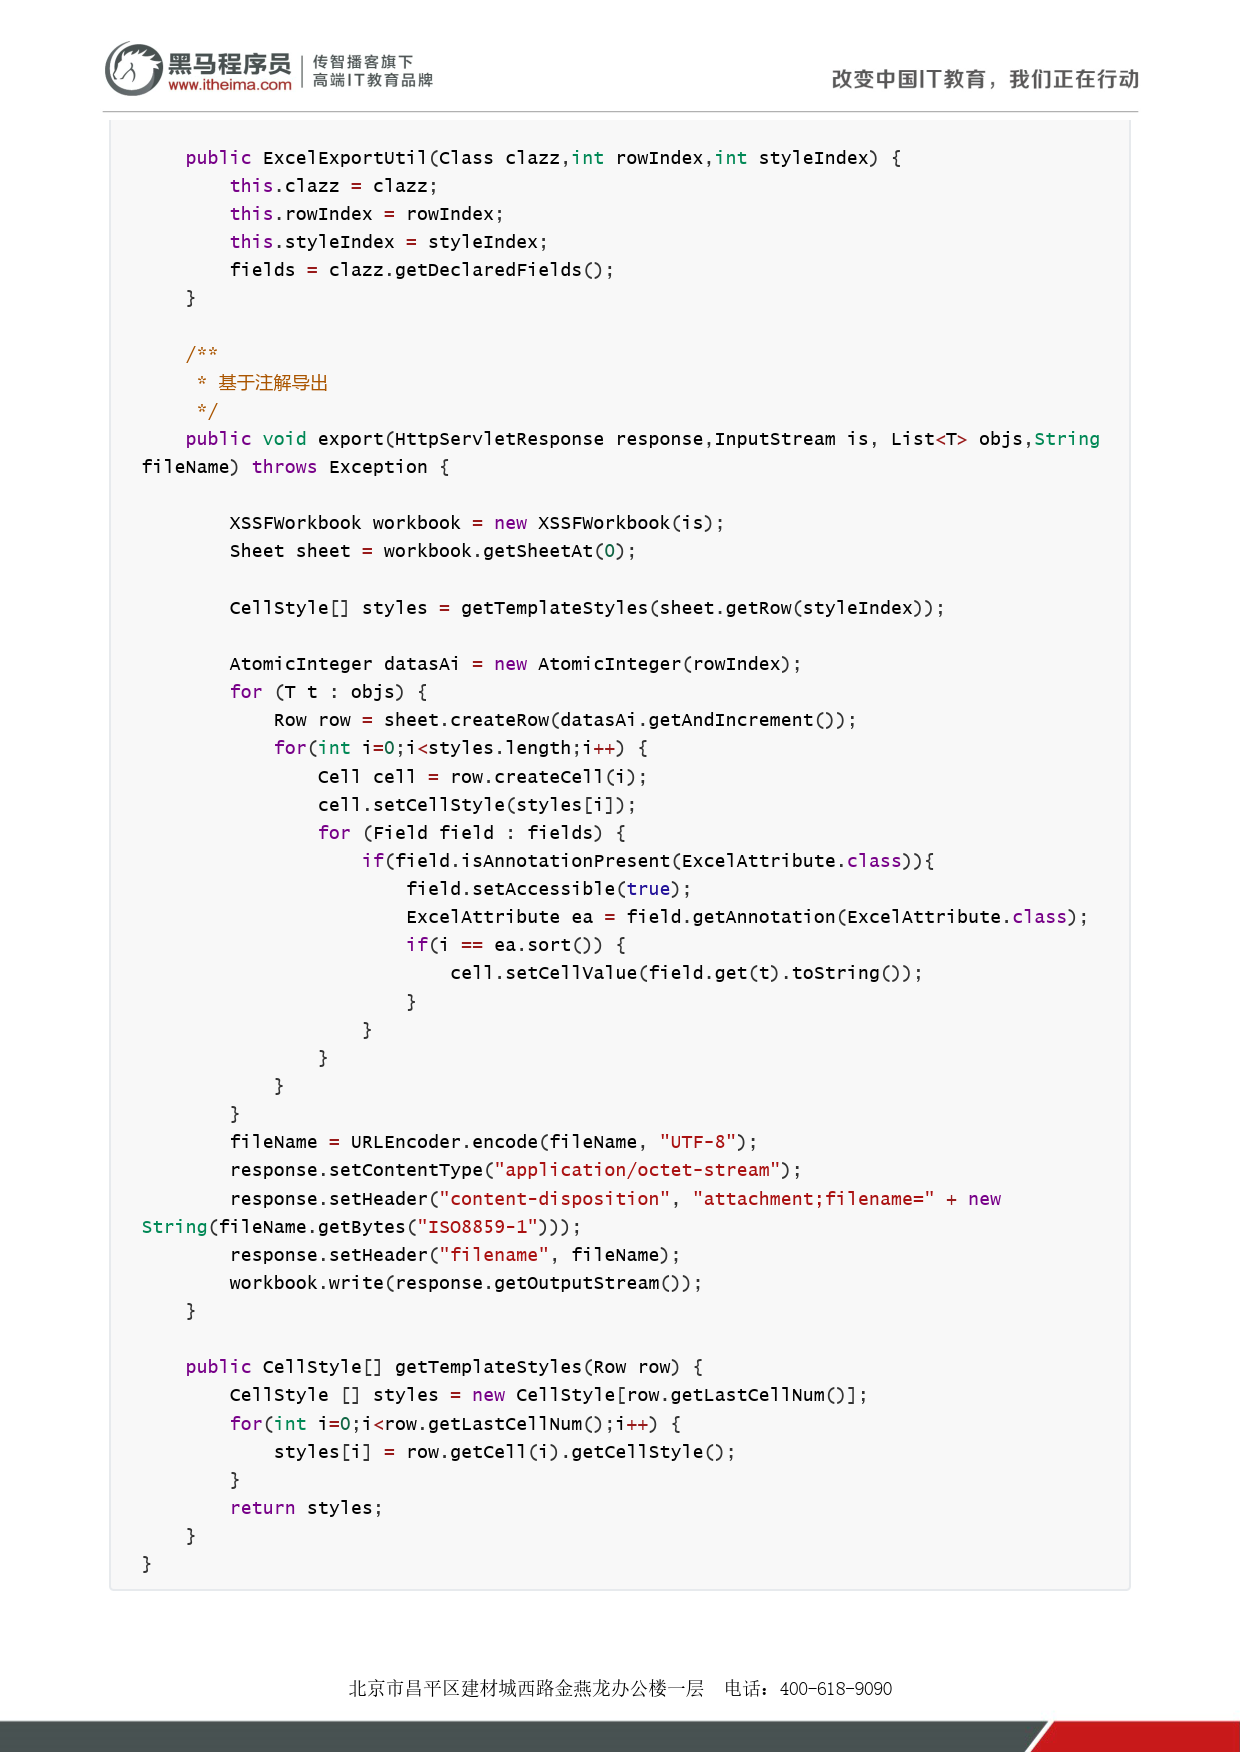 黑马程序员
www.itheima.com
传智播客旗下
高端IT教育品牌
改变中国IT教育，我们正在行动
    public ExcelExportUtil(Class clazz,int rowIndex,int styleIndex) {
        this.clazz = clazz;
        this.rowIndex = rowIndex;
        this.styleIndex = styleIndex;
        fields = clazz.getDeclaredFields();
    }
    /**
     * 基于注解导出
     */
    public void export(HttpServletResponse response,InputStream is, List<T> objs,String
fileName) throws Exception {
        XSSFWorkbook workbook = new XSSFWorkbook(is);
        Sheet sheet = workbook.getSheetAt(0);
        CellStyle[] styles = getTemplateStyles(sheet.getRow(styleIndex));
        AtomicInteger datasAi = new AtomicInteger(rowIndex);
        for (T t : objs) {
            Row row = sheet.createRow(datasAi.getAndIncrement());
            for(int i=0;i<styles.length;i++) {
                Cell cell = row.createCell(i);
                cell.setCellStyle(styles[i]);
                for (Field field : fields) {
                    if(field.isAnnotationPresent(ExcelAttribute.class)){
                        field.setAccessible(true);
                        ExcelAttribute ea = field.getAnnotation(ExcelAttribute.class);
                        if(i == ea.sort()) {
                            cell.setCellValue(field.get(t).toString());
                        }
                    }
                }
            }
        }
        fileName = URLEncoder.encode(fileName, "UTF-8");
        response.setContentType("application/octet-stream");
        response.setHeader("content-disposition", "attachment;filename=" + new
String(fileName.getBytes("ISO8859-1")));
        response.setHeader("filename", fileName);
        workbook.write(response.getOutputStream());
    }
    public CellStyle[] getTemplateStyles(Row row) {
        CellStyle [] styles = new CellStyle[row.getLastCellNum()];
        for(int i=0;i<row.getLastCellNum();i++) {
            styles[i] = row.getCell(i).getCellStyle();
        }
        return styles;
    }
}
北京市昌平区建材城西路金燕龙办公楼一层 电话：400-618-9090